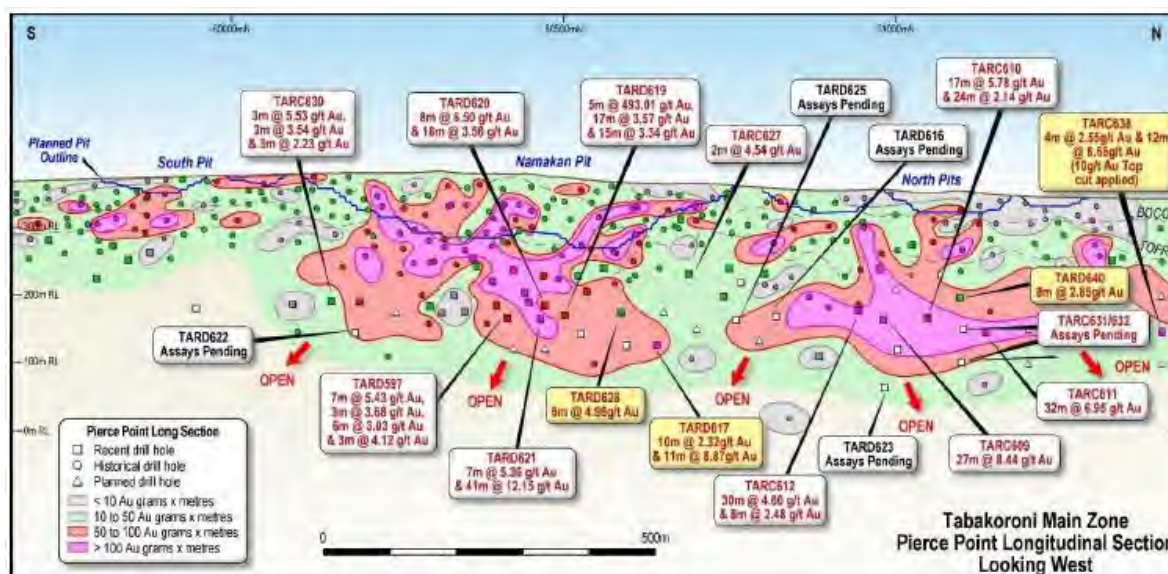 S
N
60000mN
60500mN
61000mN
TARC630
3m @ 5.53 g/t Au,
3m @ 3.54 g/t Au
& 3m @ 2.23 g/t Au
TARD620
8m @ 6.50 g/t Au
& 18m @ 3.56 g/t Au
TARD619
5m @ 493.01 g/t Au,
17m @ 3.57 g/t Au
& 15m @ 3.34 g/t Au
TARC627
2m @ 4.54 g/t Au
TARD625
Assays Pending
TARD616
Assays Pending
TARC610
17m @ 5.78 g/t Au
& 24m @ 2.14 g/t Au
TARC638
4m @ 2.55g/t Au & 12m
@ 6.65g/t Au
(10g/t Au Top
cut applied)
Planned Pit
Outline
South Pit
Namakan Pit
North Pits
BOCO
TOFR
200m RL
100m RL
0m RL
TARD622
Assays Pending
OPEN
TARD597
7m @ 5.43 g/t Au,
3m @ 3.68 g/t Au,
6m @ 3.03 g/t Au
& 3m @ 4.12 g/t Au
OPEN
TARD621
7m @ 5.36 g/t Au
& 41m @ 12.15 g/t Au
TARD628
6m @ 4.96g/t Au
TARD617
10m @ 2.32g/t Au
& 11m @ 8.87g/t Au
OPEN
TARC612
30m @ 4.60 g/t Au
& 8m @ 2.48 g/t Au
TARD623
Assays Pending
OPEN
TARC609
27m @ 8.44 g/t Au
TARD640
8m @ 2.85g/t Au
TARC631/632
Assays Pending
OPEN
TARC611
32m @ 6.95 g/t Au
Pierce Point Long Section
Recent drill hole
Historical drill hole
Planned drill hole
< 10 Au grams x metres
10 to 50 Au grams x metres
50 to 100 Au grams x metres
> 100 Au grams x metres
0
500m
Tabakoroni Main Zone
Pierce Point Longitudinal Section
Looking West